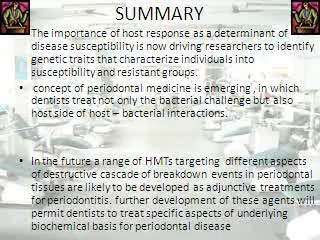 SUMMARY
The importance of host response as a determinant of
disease susceptibility is now driving researchers to identify
genetic traits that characterize individuals into
susceptibility and resistant groups.
• concept of periodontal medicine is emerging , in which
dentists treat not only the bacterial challenge but also
host side of host – bacterial interactions.
• In the future a range of HMTs targeting different aspects
of destructive cascade of breakdown events in periodontal
tissues are likely to be developed as adjunctive treatments
for periodontitis. further development of these agents will
permit dentists to treat specific aspects of underlying
biochemical basis for periodontal disease